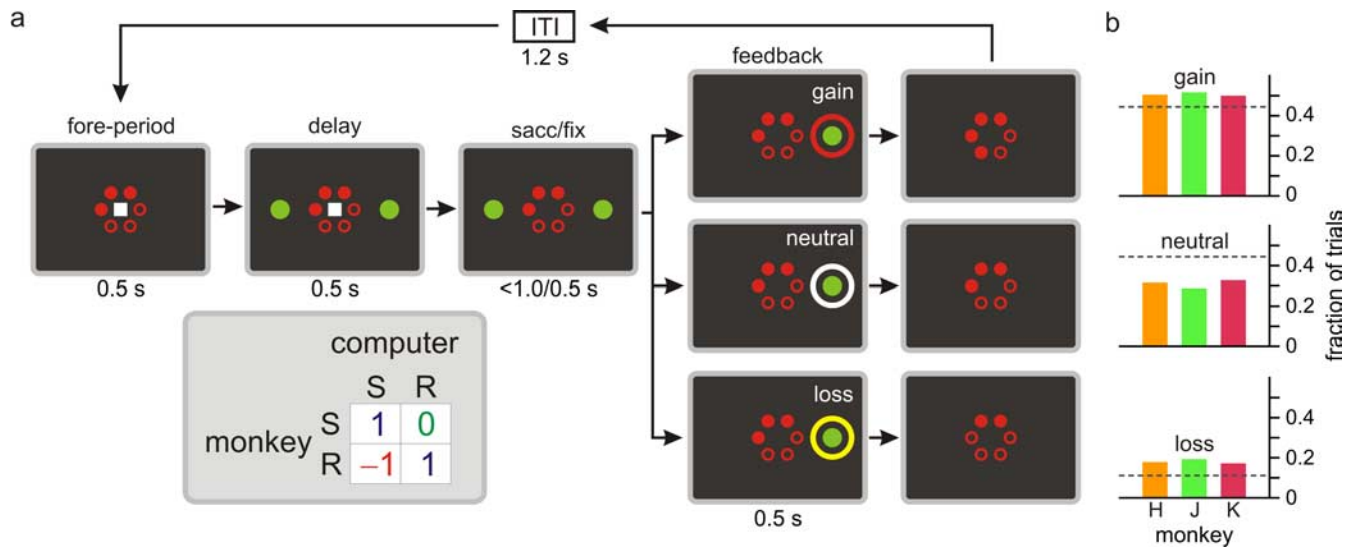 a
ITI
1.2 s
fore-period
delay
sacc/fix
feedback
gain
0.5 s
0.5 s
<1.0/0.5 s
neutral
loss
0.5 s
computer
S R
monkey
S 1 0
R −1 1
b
gain
0.4
0.2
0
neutral
0.4
0.2
0
loss
0.4
0.2
0
H J K
monkey
fraction of trials